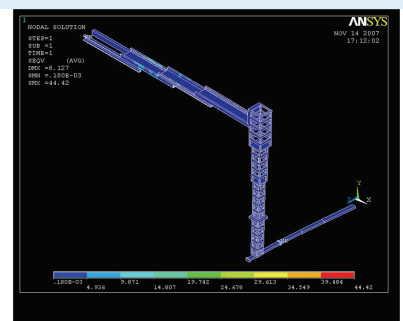 1
NODAL SOLUTION
STEP=1
SUB =1
TIME=1
SEQV (AVG)
DMX =8.127
SMN =.180E-03
SMX =44.42
ANSYS
NOV 14 2007
17:12:02
Y
Z X
.180E-03 9.871 19.742 29.613 39.484
4.936 14.807 24.678 34.549 44.42